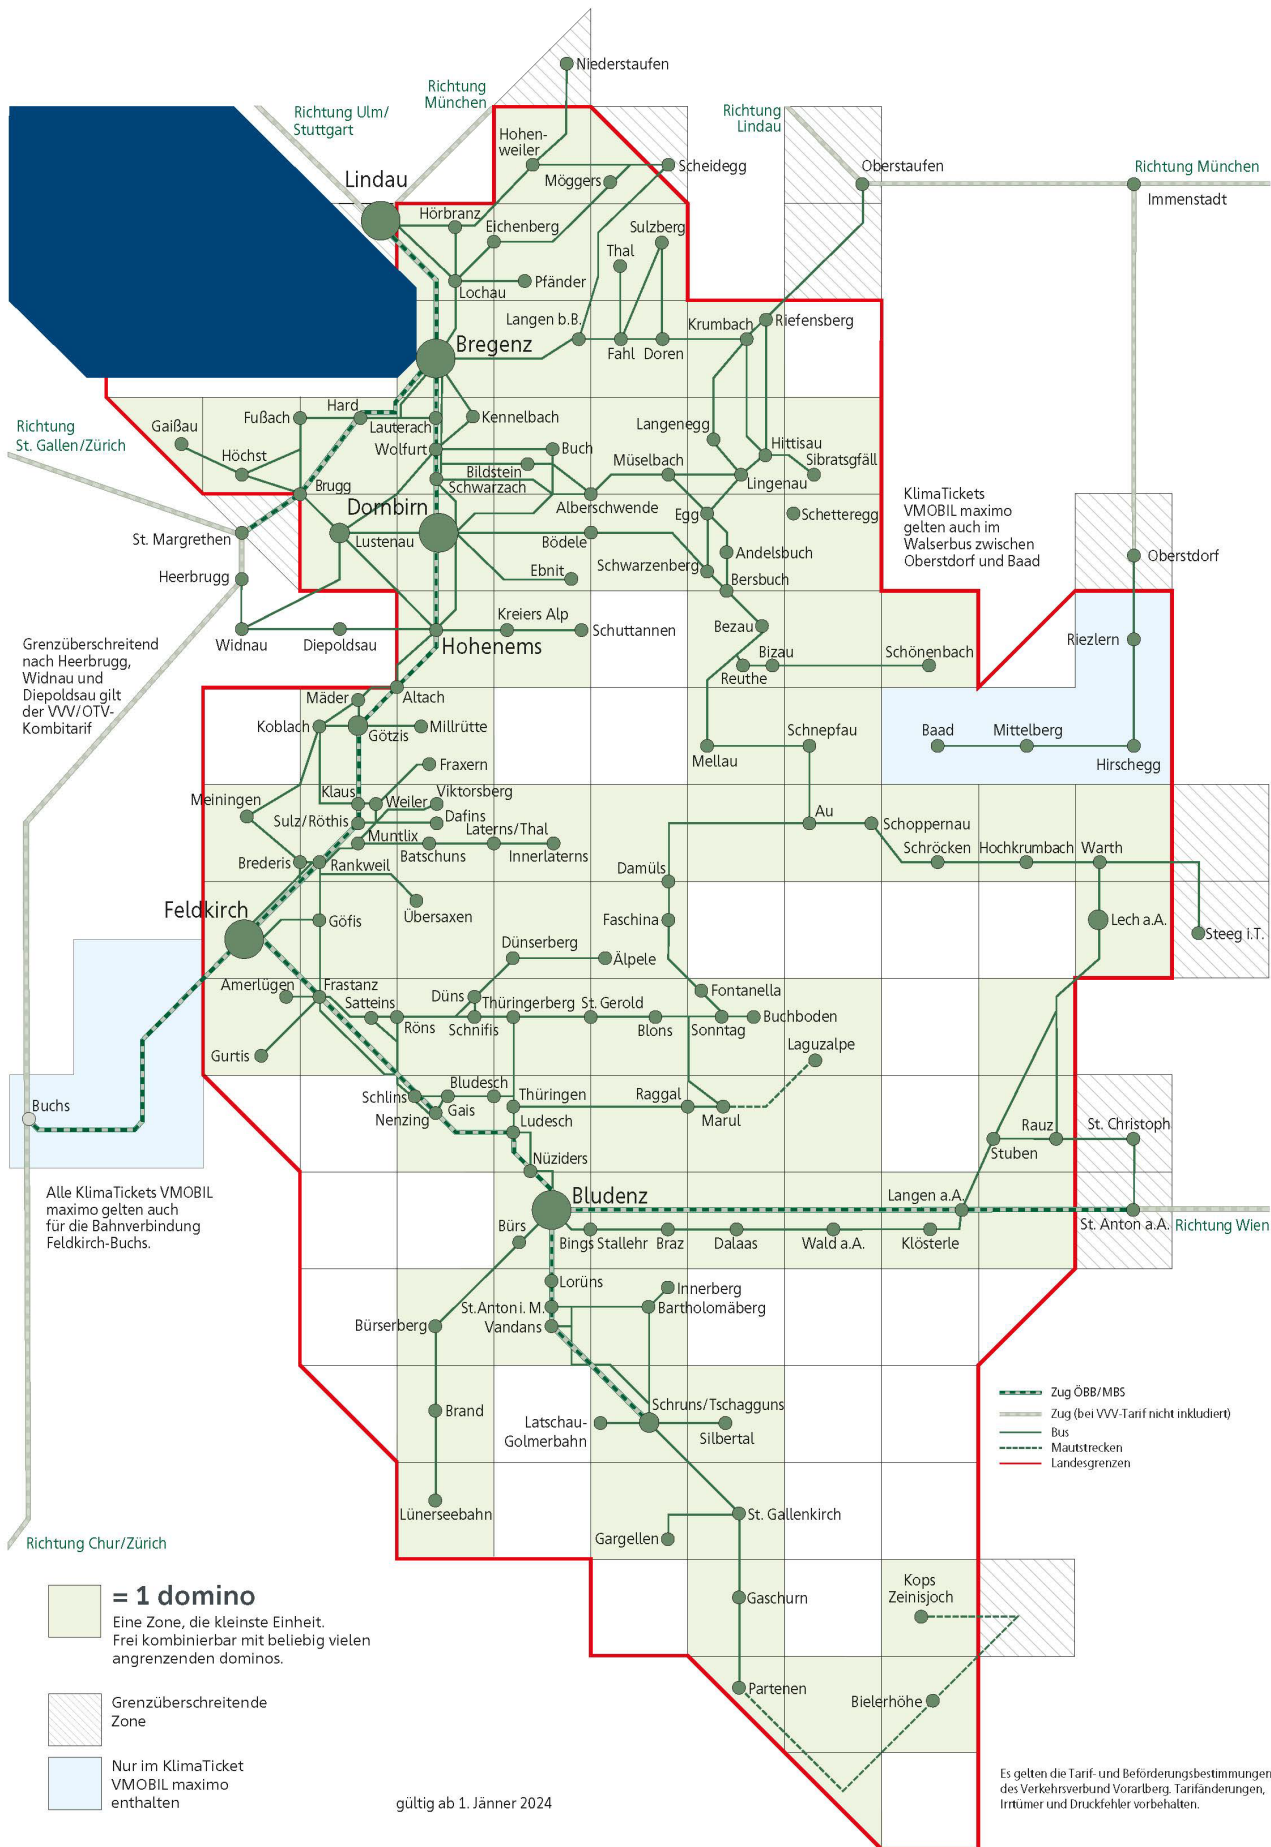 Niederstaufen
Richtung
München
Richtung Ulm/
Stuttgart
Richtung
Lindau
Hohen-
weiler
Scheidegg
Möggers
Oberstaufen
Richtung München
Immenstadt
Lindau
Hörbranz
Eichenberg
Sulzberg
Thal
Pfänder
Lochau
Langen b.B.
Krumbach
Riefensberg
Bregenz
Fahl
Doren
Hard
Fußach
Lauterach
Kennelbach
Gaißau
Richtung
St. Gallen/Zürich
Langenegg
Höchst
Wolfurt
Buch
Müselbach
Hittisau
Sibratsgfäll
Bildstein
Schwarzach
Lingenau
Brugg
Dornbirn
Alberschwende
Egg
Schetteregg
KlimaTickets
VMOBIL maximo
gelten auch im
Walserbus zwischen
Oberstdorf und Baad
St. Margrethen
Lustenau
Bödele
Andelsbuch
Oberstdorf
Heerbrugg
Ebnit
Schwarzenberg
Bersbuch
Kreiers Alp
Schuttannen
Bezau
Riezlern
Widnau
Diepoldsau
Hohenems
Grenzüberschreitend
nach Heerbrugg,
Widnau und
Diepoldsau gilt
der VVV/OTV-
Kombitarif
Bizau
Reuthe
Schönenbach
Mäder
Altach
Koblach
Götzis
Millrütte
Schnepfau
Baad
Mittelberg
Mellau
Hirschegg
Fraxern
Klaus
Weiler
Viktorsberg
Meiningen
Sulz/Röthis
Dafins
Au
Schoppernau
Muntlix
Laterns/Thal
Batschuns
Innerlaterns
Schröcken
Hochkrumbach
Warth
Brederis
Rankweil
Damüls
Feldkirch
Übersaxen
Göfis
Faschina
Lech a.A.
Steeg i.T.
Dünserberg
Älpele
Amerlügen
Frastanz
Satteins
Düns
Thüringerberg
St. Gerold
Fontanella
Röns
Schnifis
Blons
Sonntag
Buchboden
Gurtis
Laguzalpe
Bludesch
Schlins
Gais
Thüringen
Raggal
Nenzing
Marul
Buchs
Ludesch
Rauz
St. Christoph
Stuben
Nüziders
Alle KlimaTickets VMOBIL
maximo gelten auch
für die Bahnverbindung
Feldkirch-Buchs.
Bludenz
Langen a.A.
St. Anton a.A.
Richtung Wien
Bürs
Bings
Stallehr
Braz
Dalaas
Wald a.A.
Klösterle
Lorüns
Innerberg
St.Anton i. M.
Bartholomäberg
Bürserberg
Vandans
Brand
Schruns/Tschagguns
Latschau-
Golmerbahn
Silbertal
Zug ÖBB/MBS
Zug (bei VVV-Tarif nicht inkludiert)
Bus
Mautstrecken
Landesgrenzen
Lünerseebahn
St. Gallenkirch
Gargellen
Richtung Chur/Zürich
Kops
Zeinisjoch
Gaschurn
= 1 domino
Eine Zone, die kleinste Einheit.
Frei kombinierbar mit beliebig vielen
angrenzenden dominos.
Partenen
Bielerhöhe
Grenzüberschreitende
Zone
Nur im KlimaTicket
VMOBIL maximo
enthalten
gültig ab 1. Jänner 2024
Es gelten die Tarif- und Beförderungsbestimmungen
des Verkehrsverbund Vorarlberg. Tarifänderungen,
Irrtümer und Druckfehler vorbehalten.